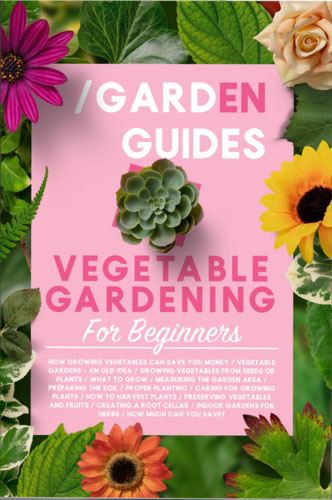 /GARDEN
GUIDES
VEGETABLE
GARDENING
For Beginners
HOW GROWING VEGETABLES CAN SAVE YOU MONEY / VEGETABLE
GARDENS - AN OLD IDEA / GROWING VEGETABLES FROM SEEDS OR
PLANTS / WHAT TO GROW / MEASURING THE GARDEN AREA /
PREPARING THE SOIL / PROPER PLANTING / CARING FOR GROWING
PLANTS / HOW TO HARVEST PLANTS / PRESERVING VEGETABLES
AND FRUITS / CREATING A ROOT CELLAR / INDOOR GARDENS FOR
HERBS / HOW MUCH CAN YOU SAVE?